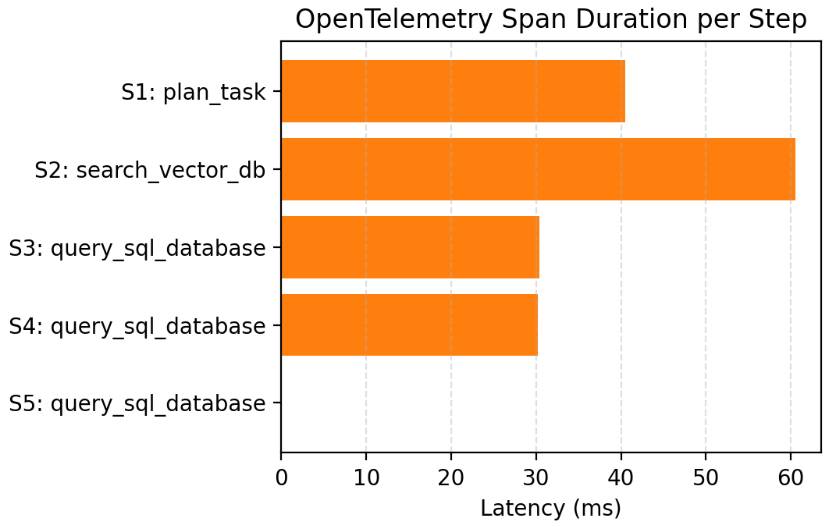 OpenTelemetry Span Duration per Step
S1: plan_task
S2: search_vector_db
S3: query_sql_database
S4: query_sql_database
S5: query_sql_database
0 10 20 30 40 50 60
Latency (ms)